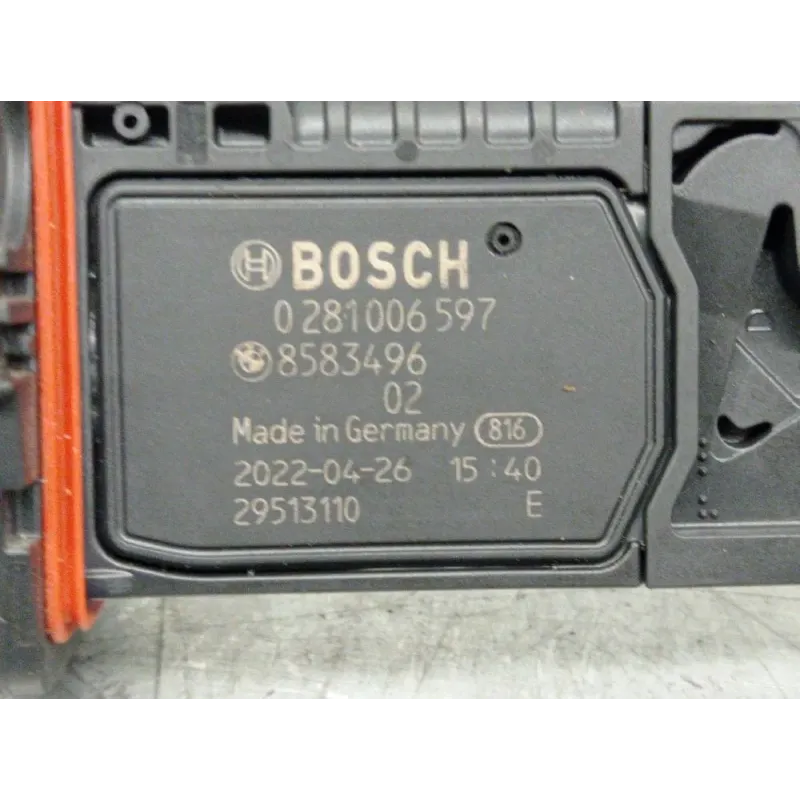 BOSCH
0 281 006 597
8583496
02
Made in Germany 816
2022-04-26 15:40
29513110 E